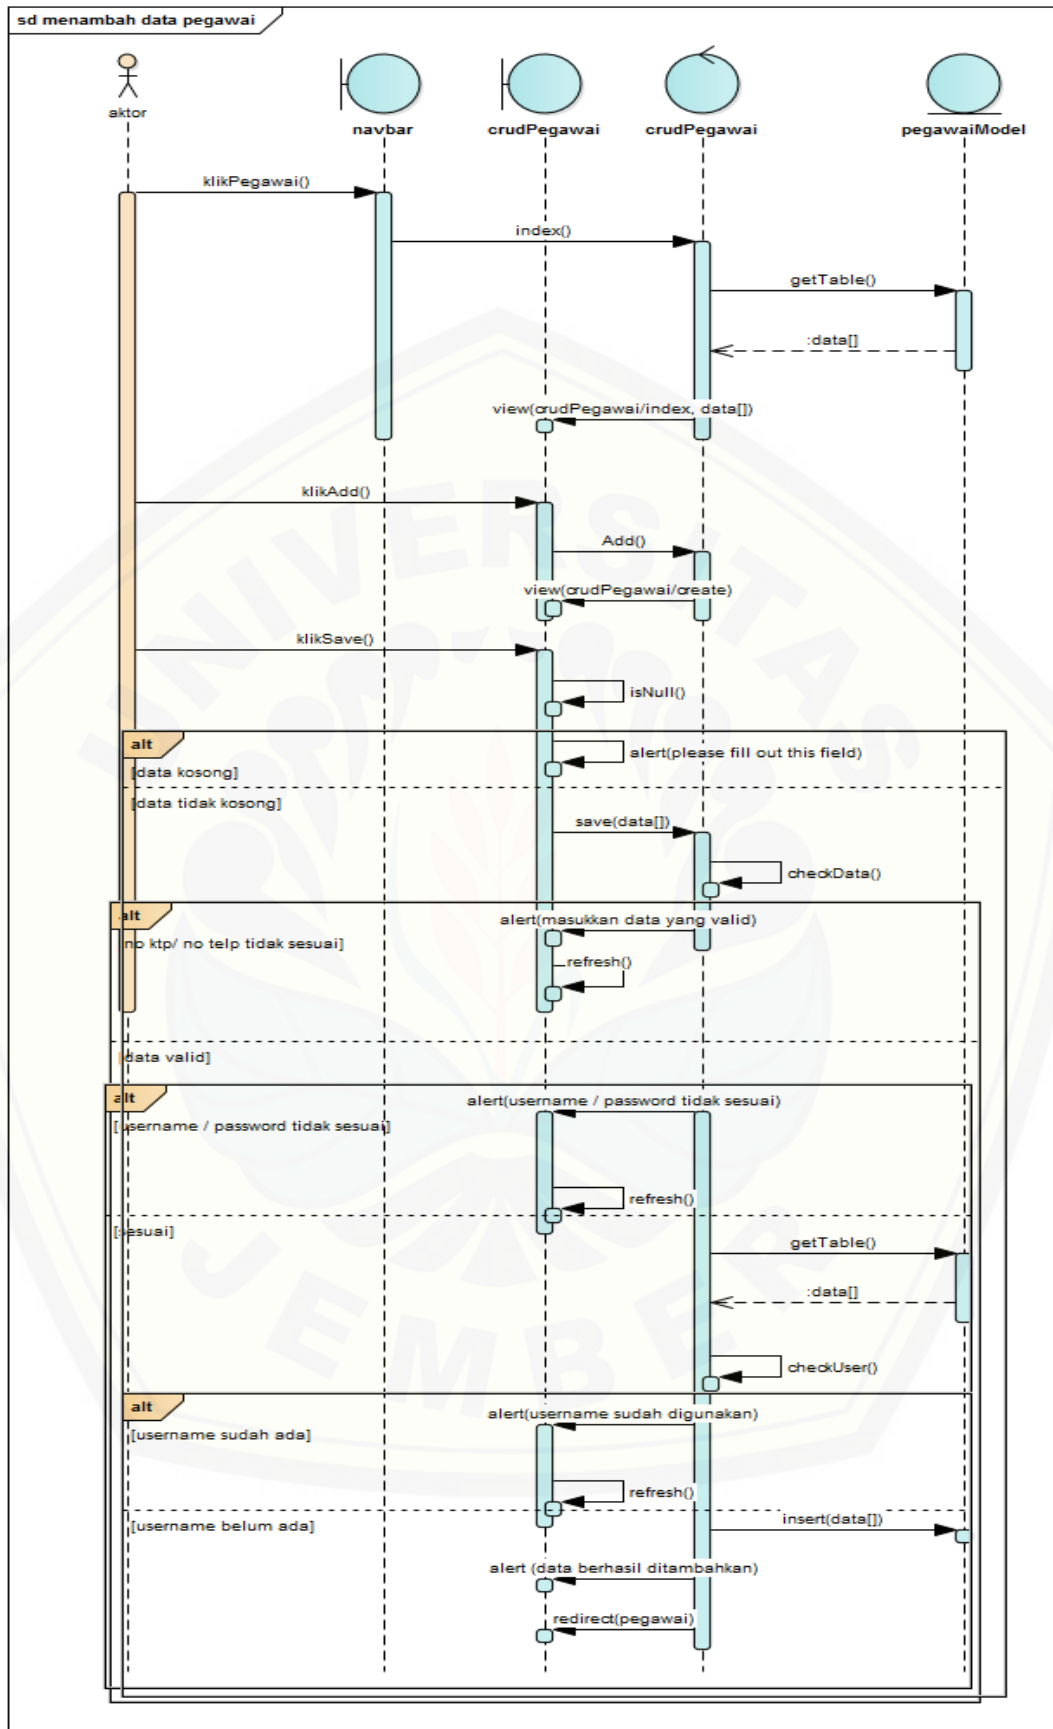 sd menambah data pegawai
aktor
navbar
crudPegawai
crudPegawai
pegawaiModel
klikPegawai()
index()
getTable()
:data[]
view(crudPegawai/index, data[])
klikAdd()
Add()
view(crudPegawai/create)
klikSave()
isNull()
alt
alert(please fill out this field)
[data kosong]
[data tidak kosong]
save(data[])
checkData()
alt
alert(masukkan data yang valid)
[no ktp/ no telp tidak sesuai]
refresh()
[data valid]
alt
alert(username / password tidak sesuai)
[username / password tidak sesuai]
refresh()
[sesuai]
getTable()
:data[]
checkUser()
alt
alert(username sudah digunakan)
[username sudah ada]
refresh()
insert(data[])
[username belum ada]
alert (data berhasil ditambahkan)
redirect(pegawai)
UNIVERSITAS
JEMBER